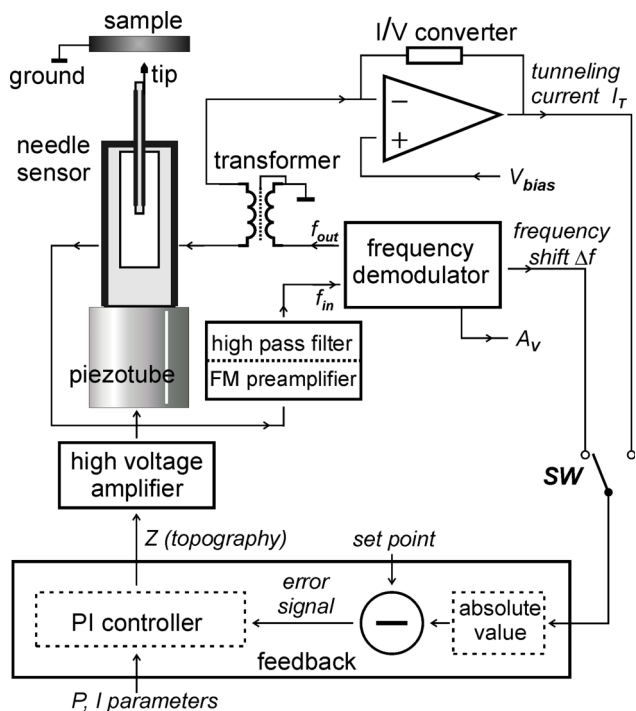 sample
ground
tip
needle
sensor
piezotube
I/V converter
−
+
tunneling
current I_T
V_bias
transformer
f_out
f_in
frequency
demodulator
frequency
shift Δf
A_V
high pass filter
FM preamplifier
high voltage
amplifier
SW
Z (topography)
set point
PI controller
error
signal
−
absolute
value
feedback
P, I parameters